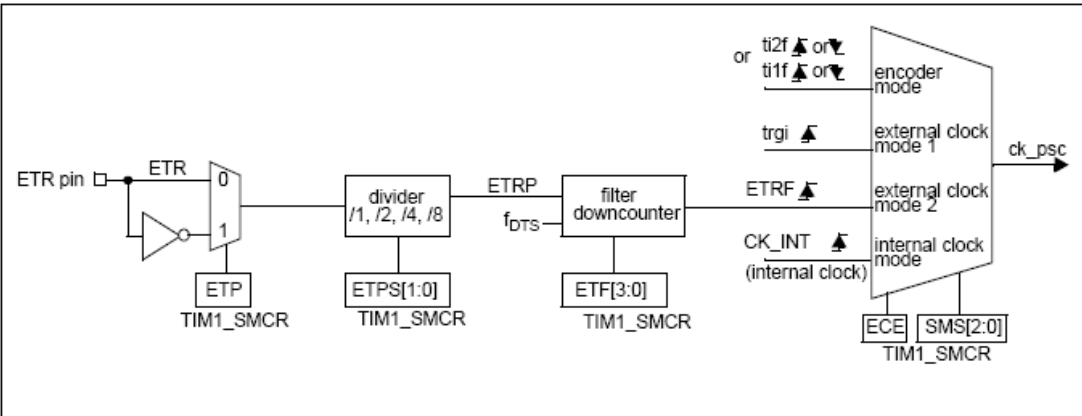 or ti2f or
ti1f or
encoder
mode
trgi
external clock
mode 1
ck_psc
ETR pin
ETR
0
1
divider
/1, /2, /4, /8
ETRP
fDTS
filter
downcounter
ETRF
external clock
mode 2
CK_INT
(internal clock)
internal clock
mode
ETP
TIM1_SMCR
ETPS[1:0]
TIM1_SMCR
ETF[3:0]
TIM1_SMCR
ECE
SMS[2:0]
TIM1_SMCR